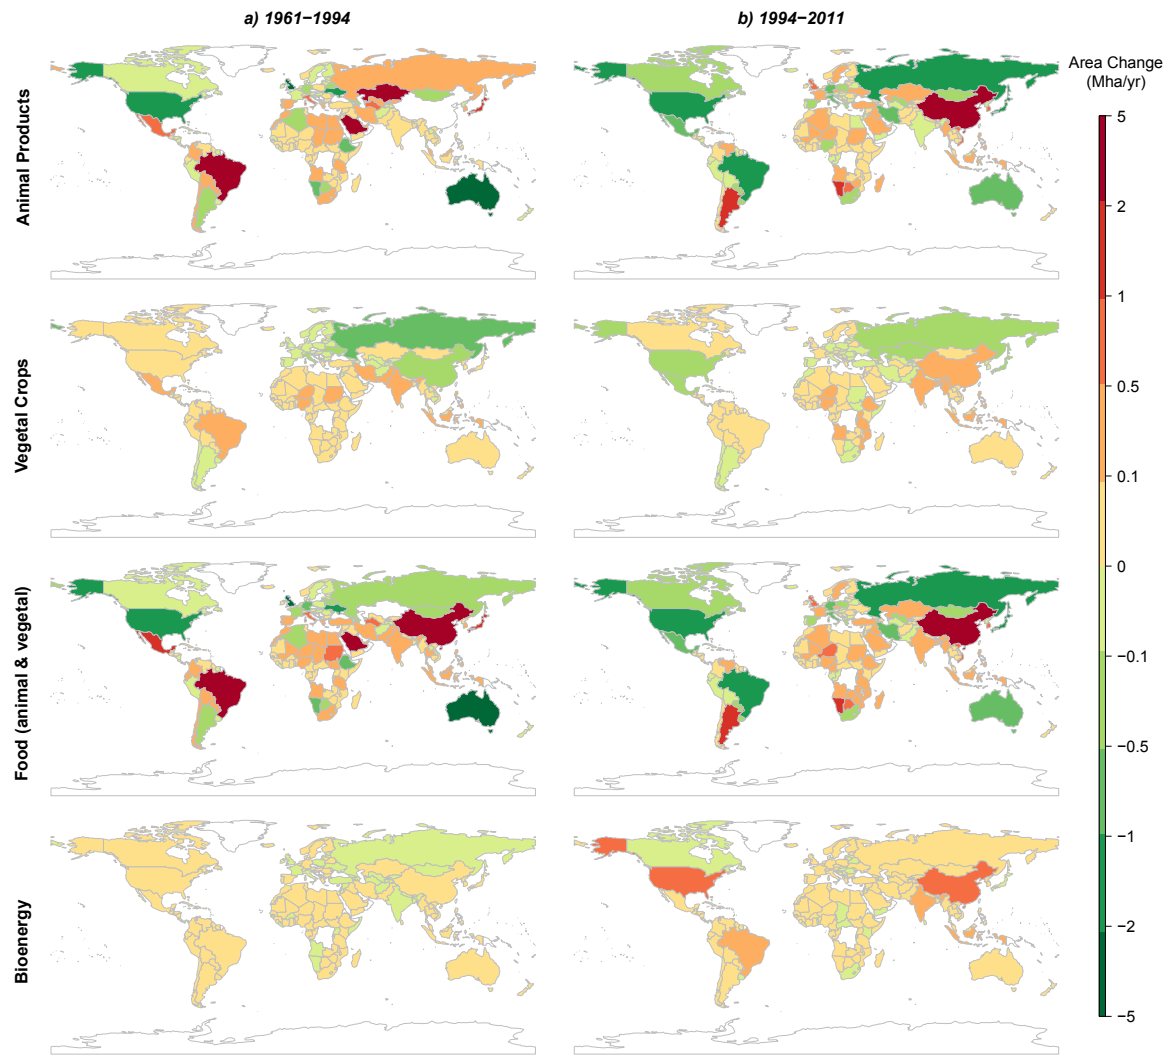 a) 1961−1994
b) 1994−2011
Area Change
(Mha/yr)
Animal Products
Vegetal Crops
Food (animal & vegetal)
Bioenergy
5
2
1
0.5
0.1
0
−0.1
−0.5
−1
−2
−5